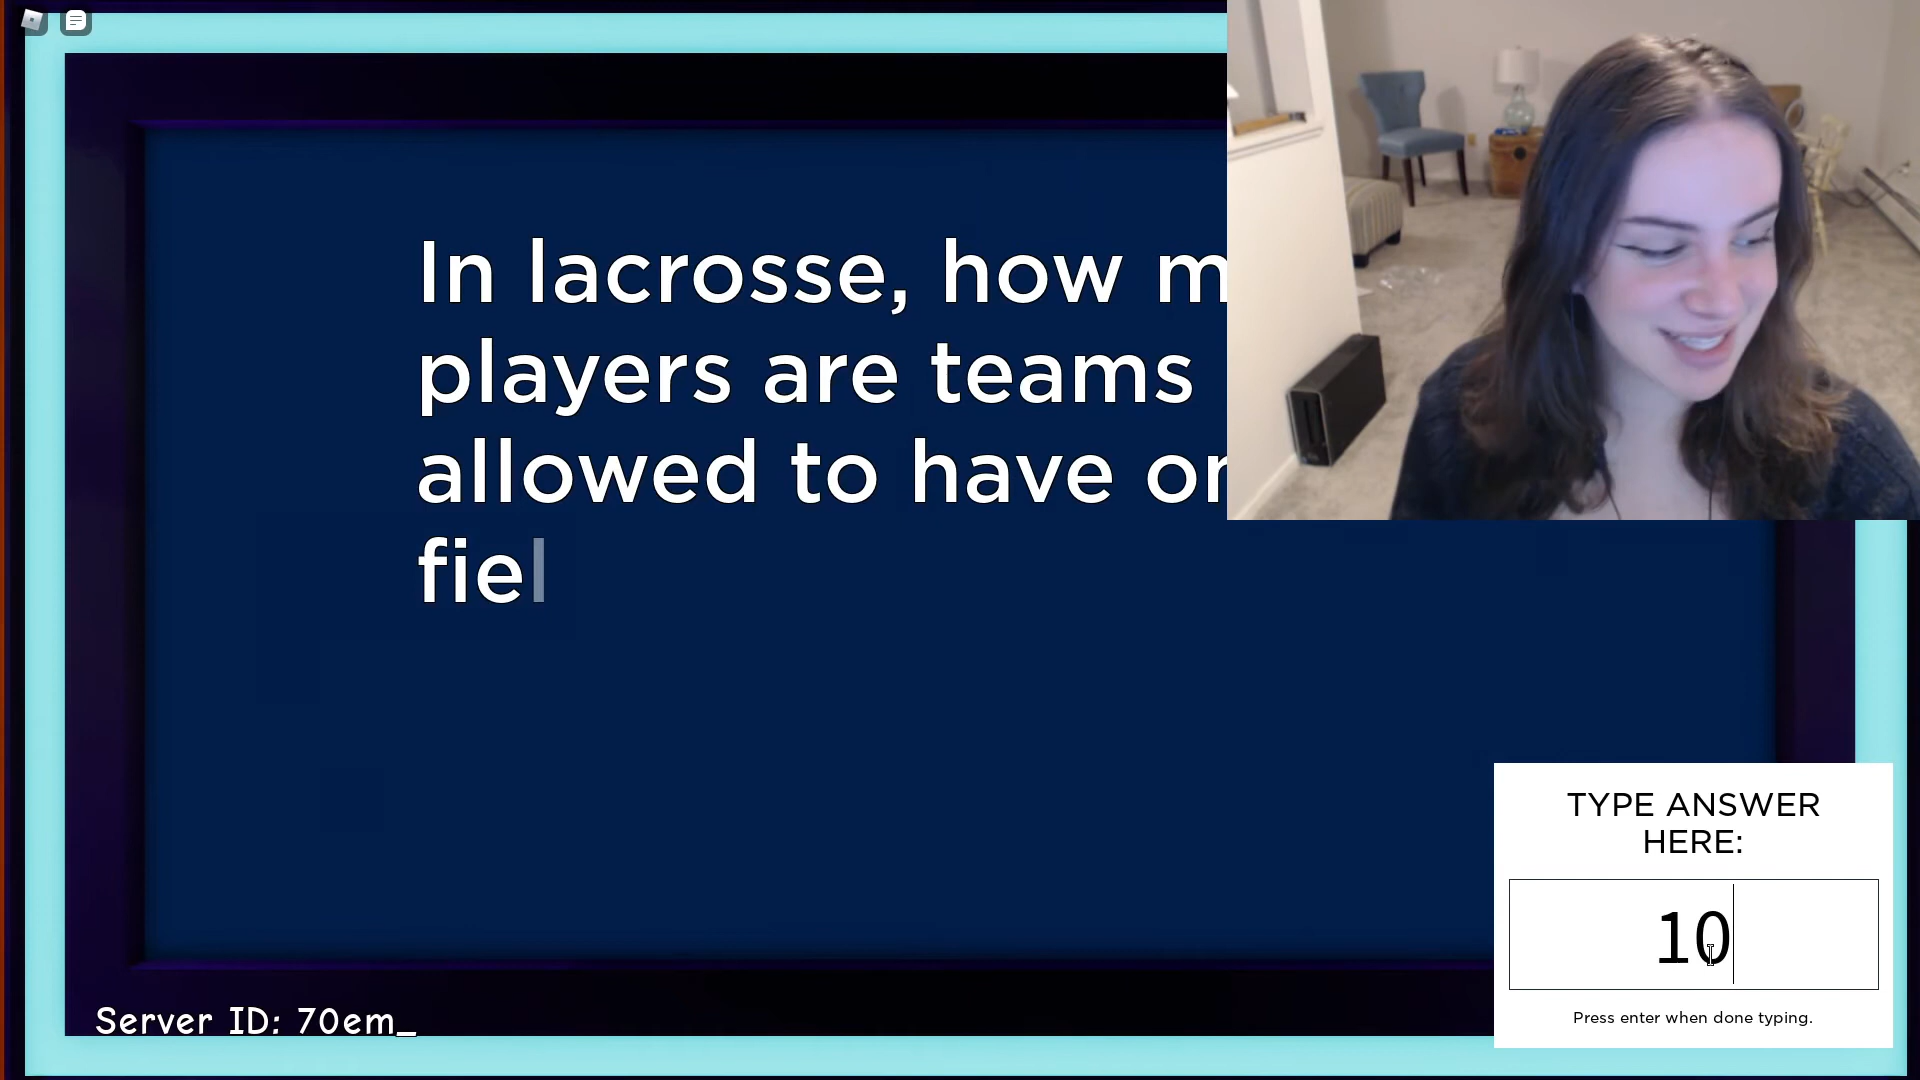 In lacrosse, how m
players are teams
allowed to have on
fiel
TYPE ANSWER
HERE:
10
Press enter when done typing.
Server ID: 70em_